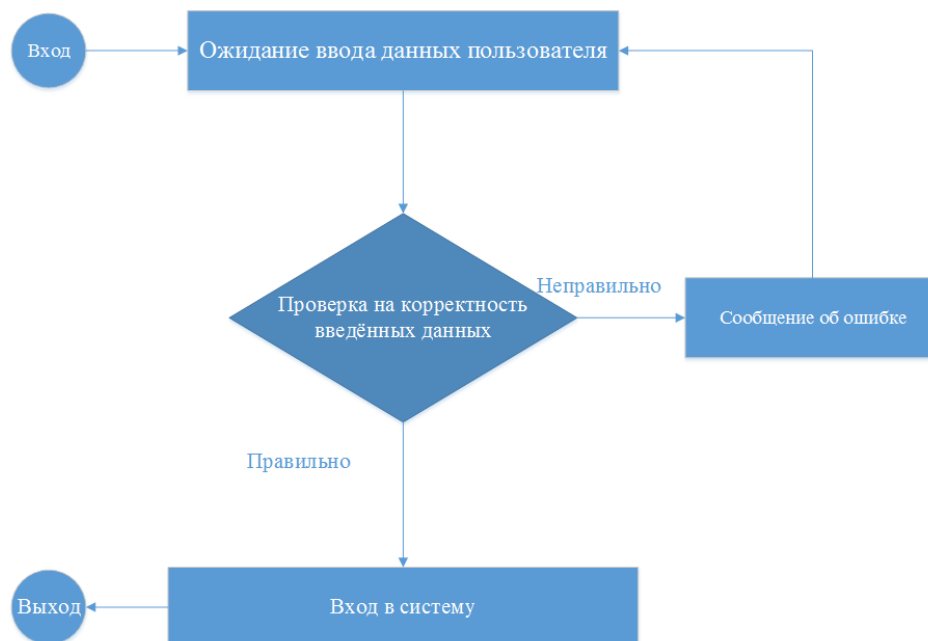 Вход
Ожидание ввода данных пользователя
Неправильно
Проверка на корректность
введённых данных
Сообщение об ошибке
Правильно
Выход
Вход в систему